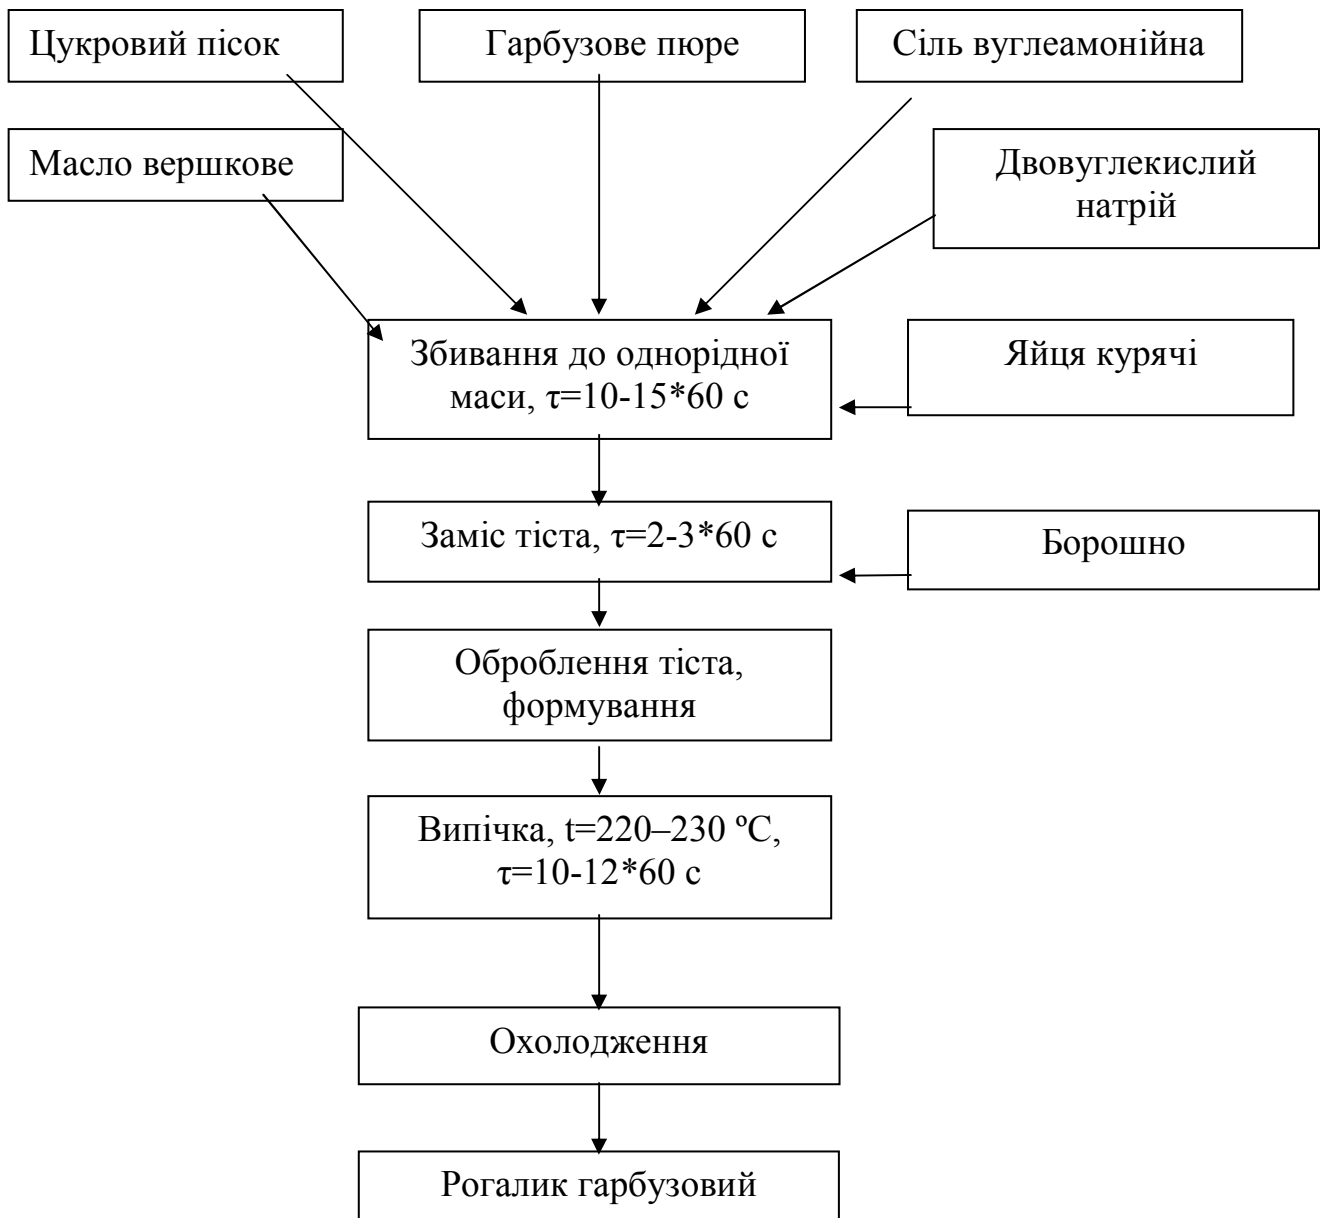 Цукровий пісок
Гарбузове пюре
Сіль вуглеамонійна
Масло вершкове
Двовуглекислий
натрій
Збивання до однорідної
маси, τ=10-15*60 с
Яйця курячі
Заміс тіста, τ=2-3*60 с
Борошно
Оброблення тіста,
формування
Випічка, t=220–230 ºС,
τ=10-12*60 с
Охолодження
Рогалик гарбузовий